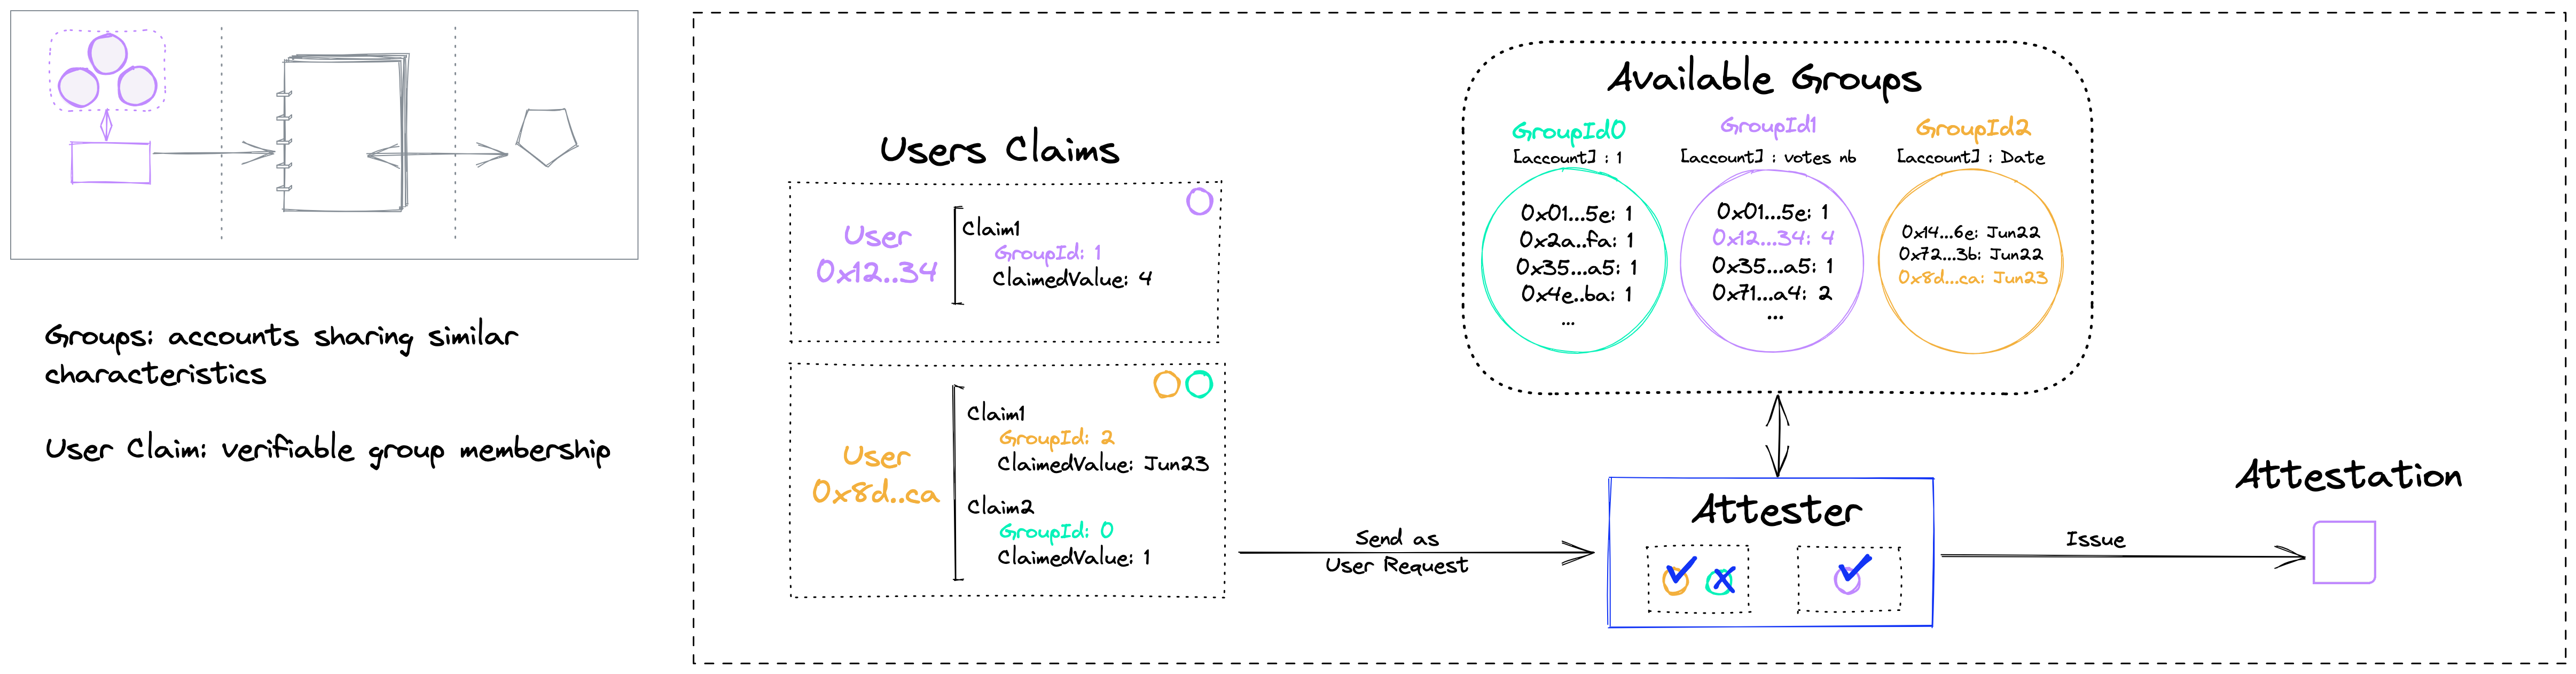 Groups: accounts sharing similar
characteristics
User Claim: verifiable group membership
Users Claims
User
0x12..34
Claim1
GroupId: 1
ClaimedValue: 4
User
0x8d..ca
Claim1
GroupId: 2
ClaimedValue: Jun23
Claim2
GroupId: 0
ClaimedValue: 1
Send as
User Request
Available Groups
GroupId0
[account] : 1
0x01...5e: 1
0x2a..fa: 1
0x35...a5: 1
0x4e..ba: 1
...
GroupId1
[account] : votes nb
0x01...5e: 1
0x12...34: 4
0x35...a5: 1
0x71...a4: 2
...
GroupId2
[account] : Date
0x14...6e: Jun22
0x72...3b: Jun22
0x8d...ca: Jun23
Attester
Issue
Attestation